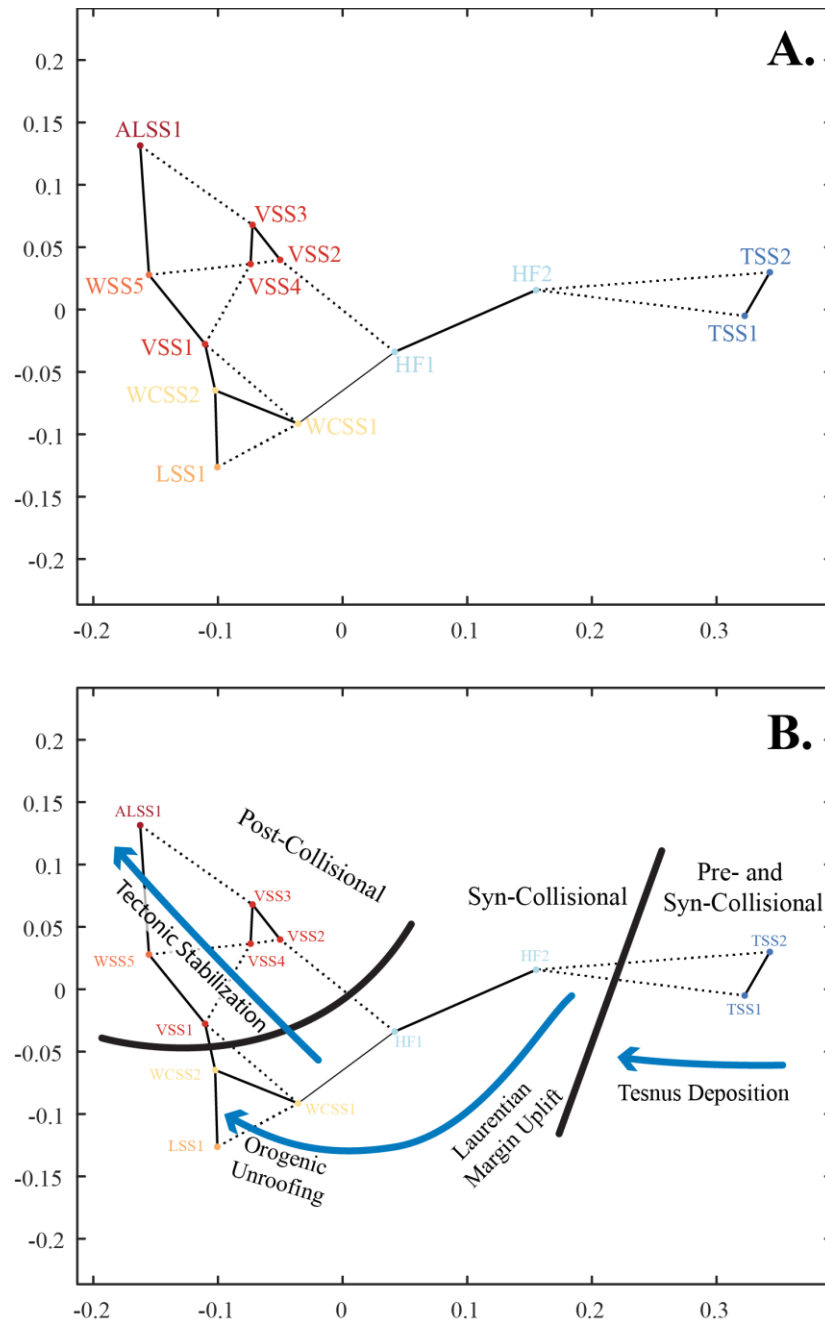 A.
0.2
0.15
ALSS1
0.1
VSS3
0.05
VSS2
TSS2
HF2
WSS5
VSS4
0
TSS1
VSS1
HF1
-0.05
WCSS2
WCSS1
-0.1
LSS1
-0.15
-0.2
-0.2 -0.1 0 0.1 0.2 0.3
B.
0.2
0.15
ALSS1
Post-Collisional
0.1
Syn-Collisional
Pre- and
Syn-Collisional
Tectonic Stabilization
VSS3
0.05
VSS2
TSS2
WSS5
VSS4
HF2
0
TSS1
VSS1
HF1
-0.05
WCSS2
Tesnus Deposition
WCSS1
-0.1
Laurentian
Margin Uplift
LSS1
Orogenic
Unroofing
-0.15
-0.2
-0.2 -0.1 0 0.1 0.2 0.3